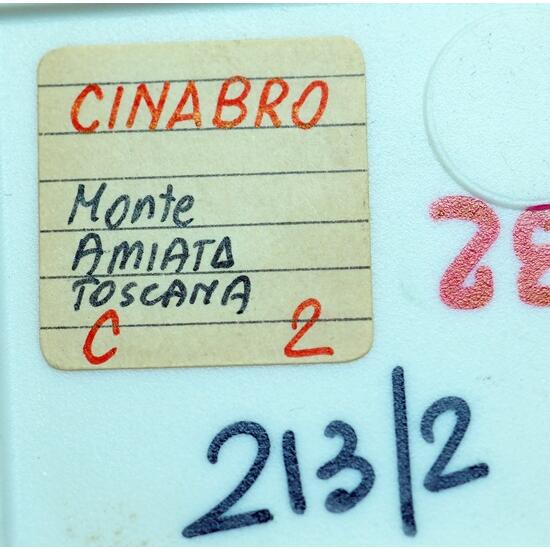 CINABRO
Monte
AMIATA
TOSCANA
C 2
28
213/2